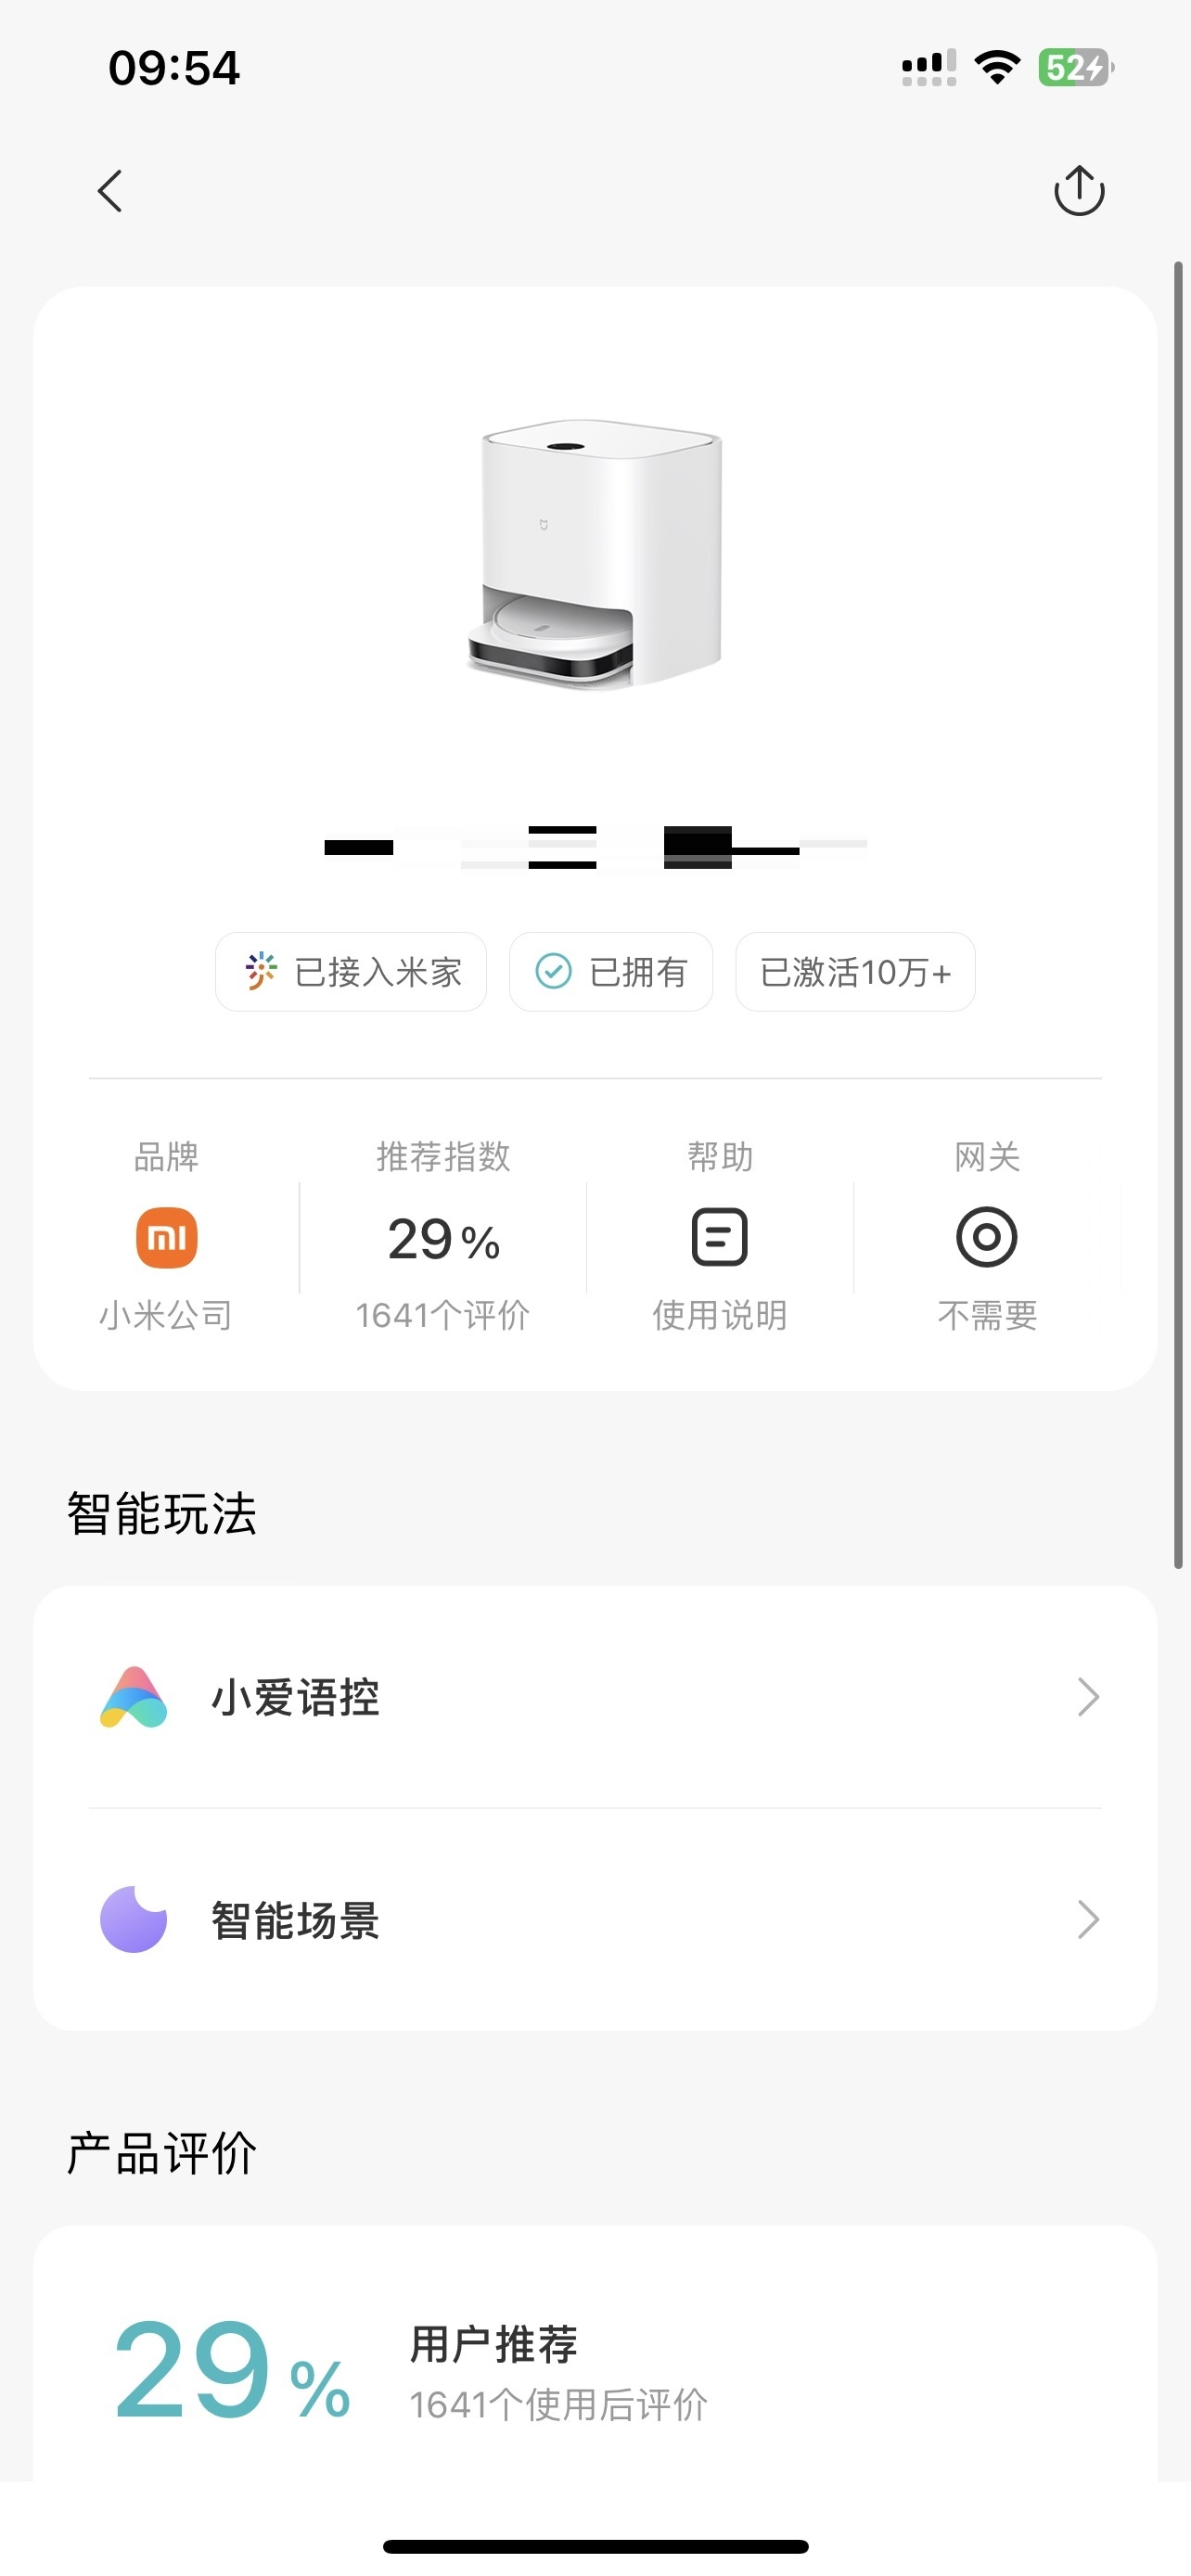 09:54
52
已接入米家
已拥有
已激活10万+
品牌
推荐指数
帮助
网关
29%
小米公司
1641个评价
使用说明
不需要
智能玩法
小爱语控
智能场景
产品评价
29%
用户推荐
1641个使用后评价